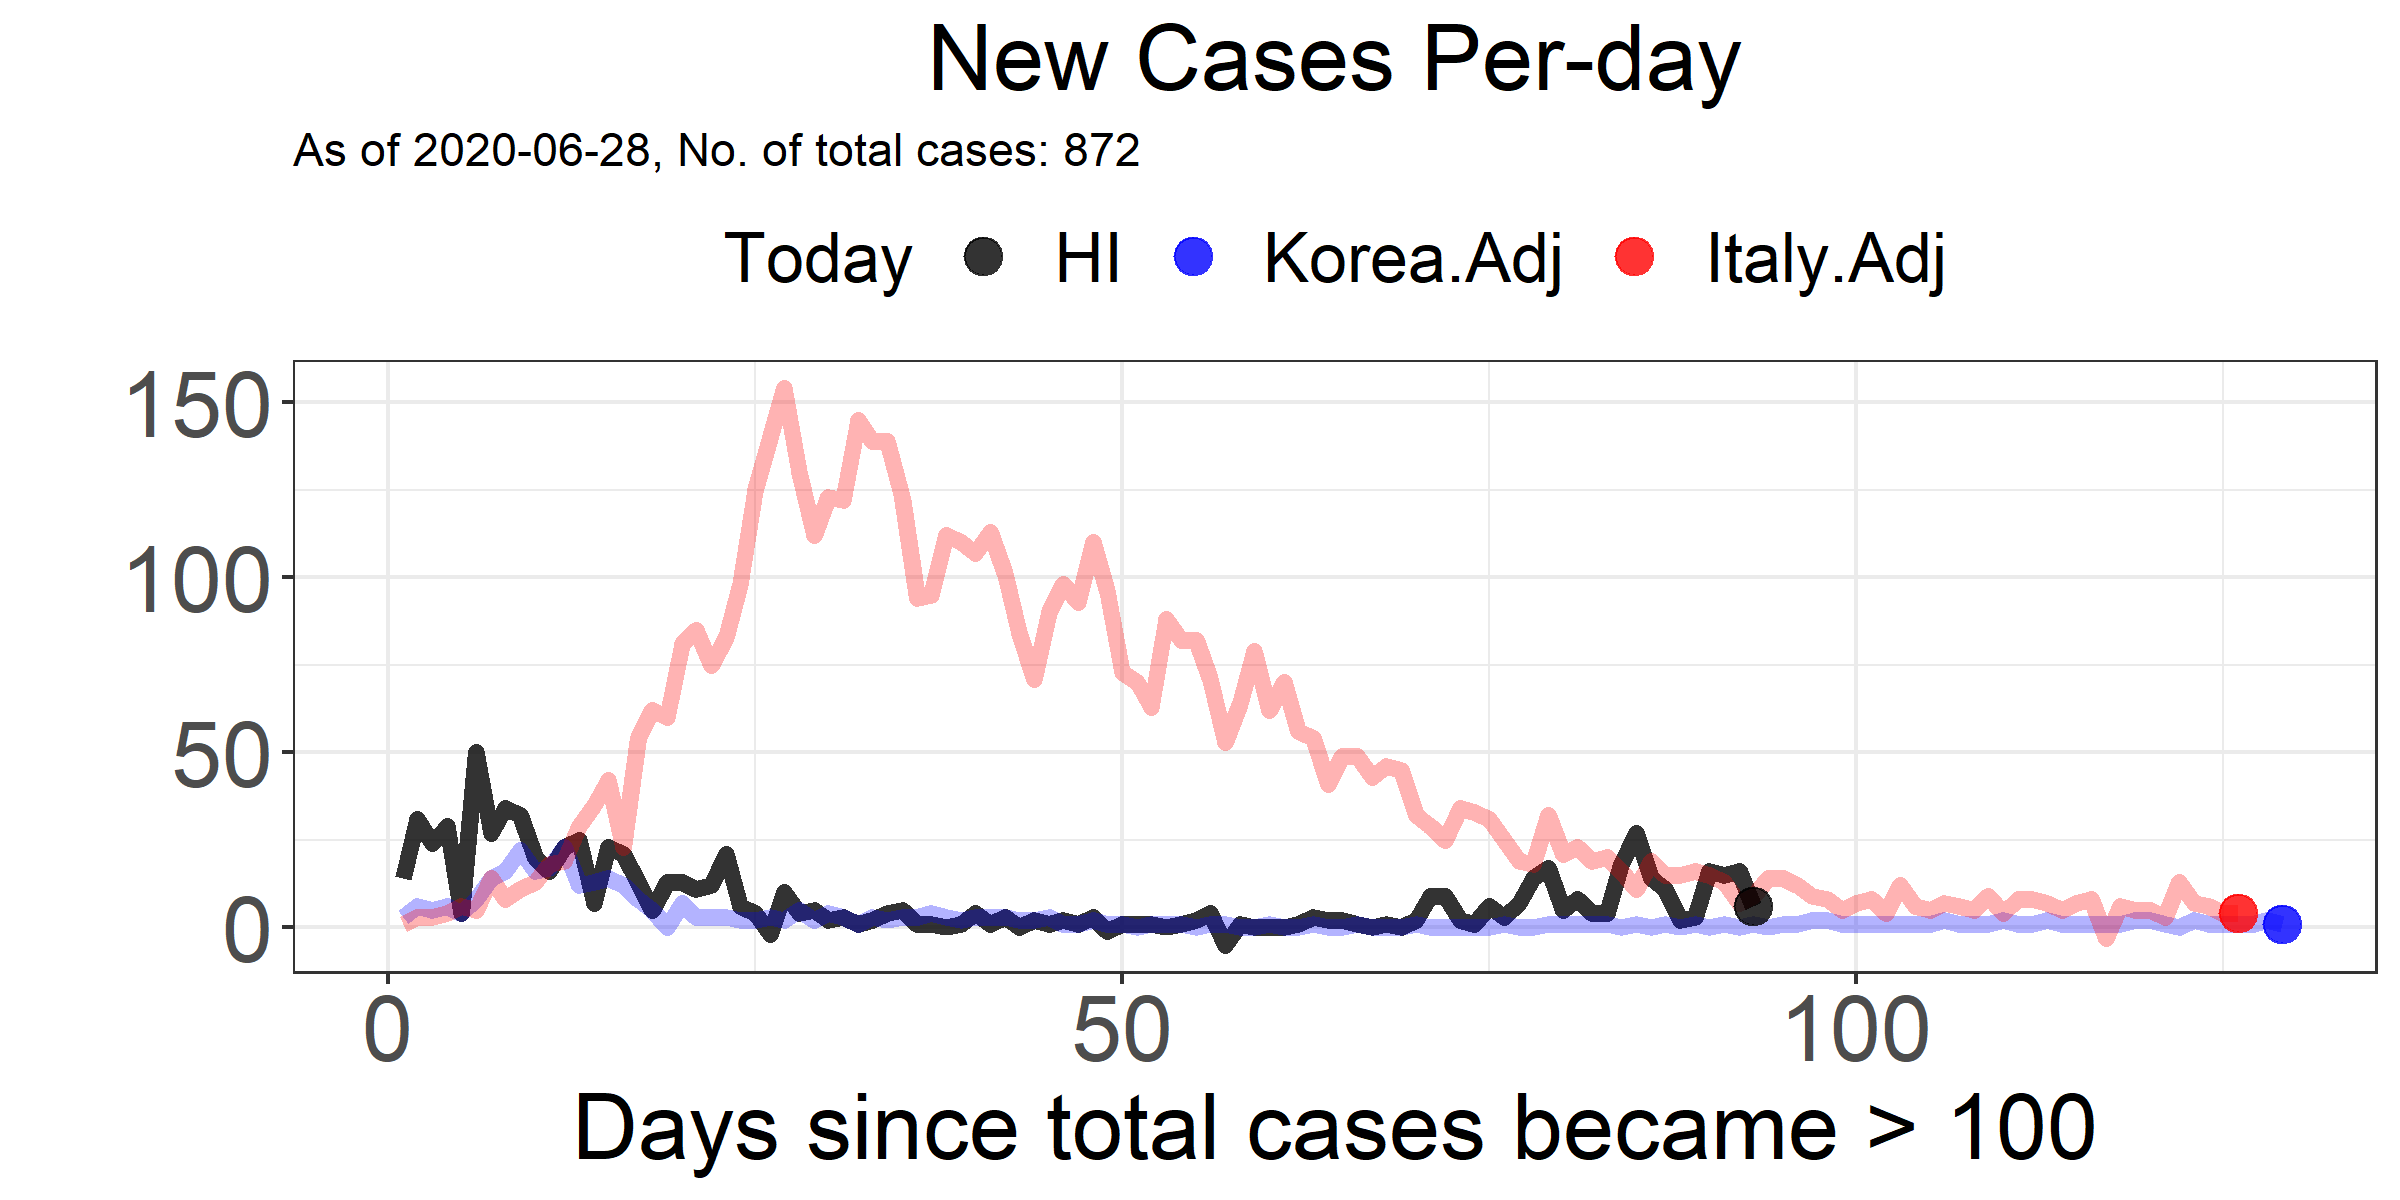 New Cases Per-day
As of 2020-06-28, No. of total cases: 872
Today HI Korea.Adj Italy.Adj
150
100
50
0
0 50 100
Days since total cases became > 100